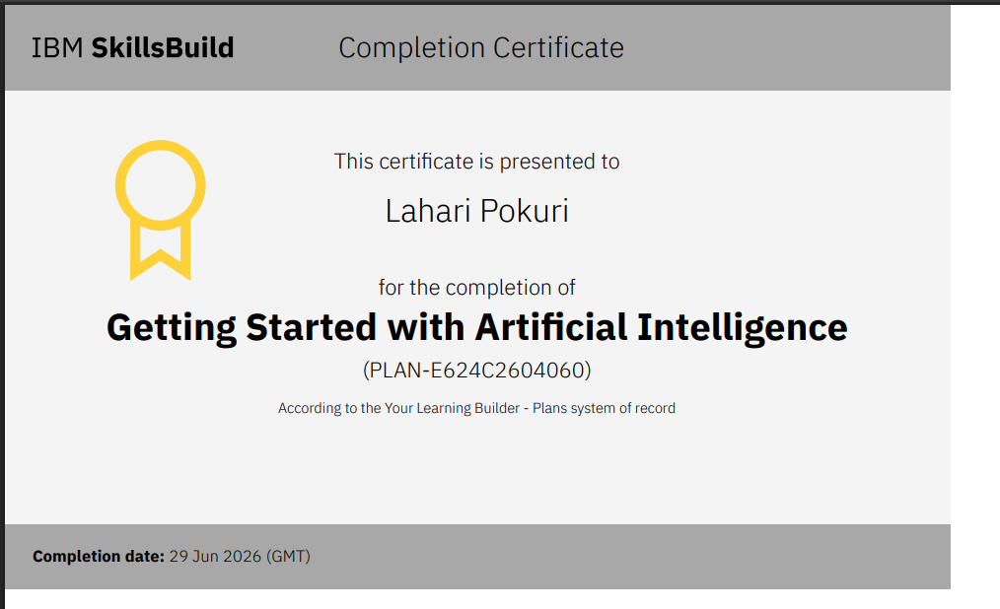 IBM SkillsBuild
Completion Certificate
This certificate is presented to
Lahari Pokuri
for the completion of
Getting Started with Artificial Intelligence
(PLAN-E624C2604060)
According to the Your Learning Builder - Plans system of record
Completion date: 29 Jun 2026 (GMT)